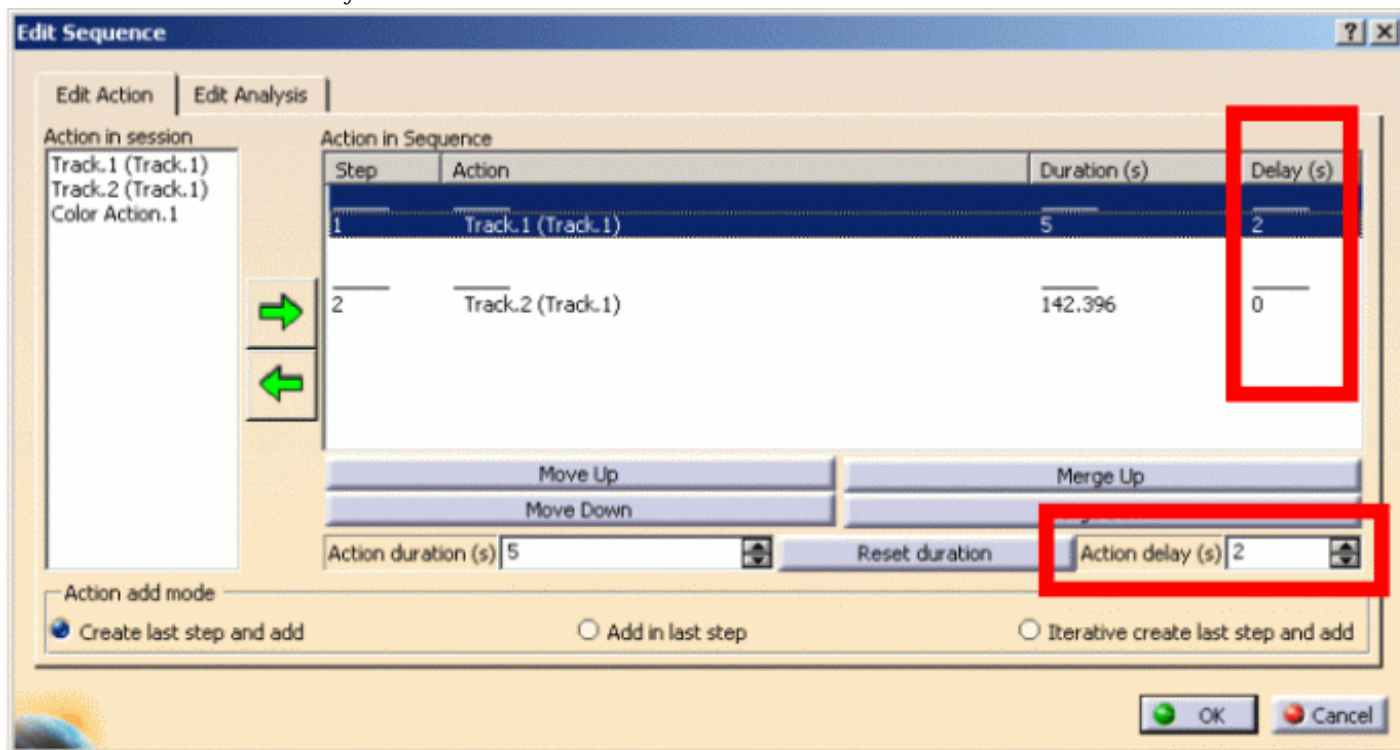 Edit Sequence
Edit Action Edit Analysis
Action in session
Track.1 (Track.1)
Track.2 (Track.1)
Color Action.1
Action in Sequence
Step Action Duration (s) Delay (s)
1 Track.1 (Track.1) 5 2
2 Track.2 (Track.1) 142.396 0
Move Up Merge Up
Move Down
Action duration (s) 5 Reset duration Action delay (s) 2
Action add mode
Create last step and add Add in last step Iterative create last step and add
OK Cancel